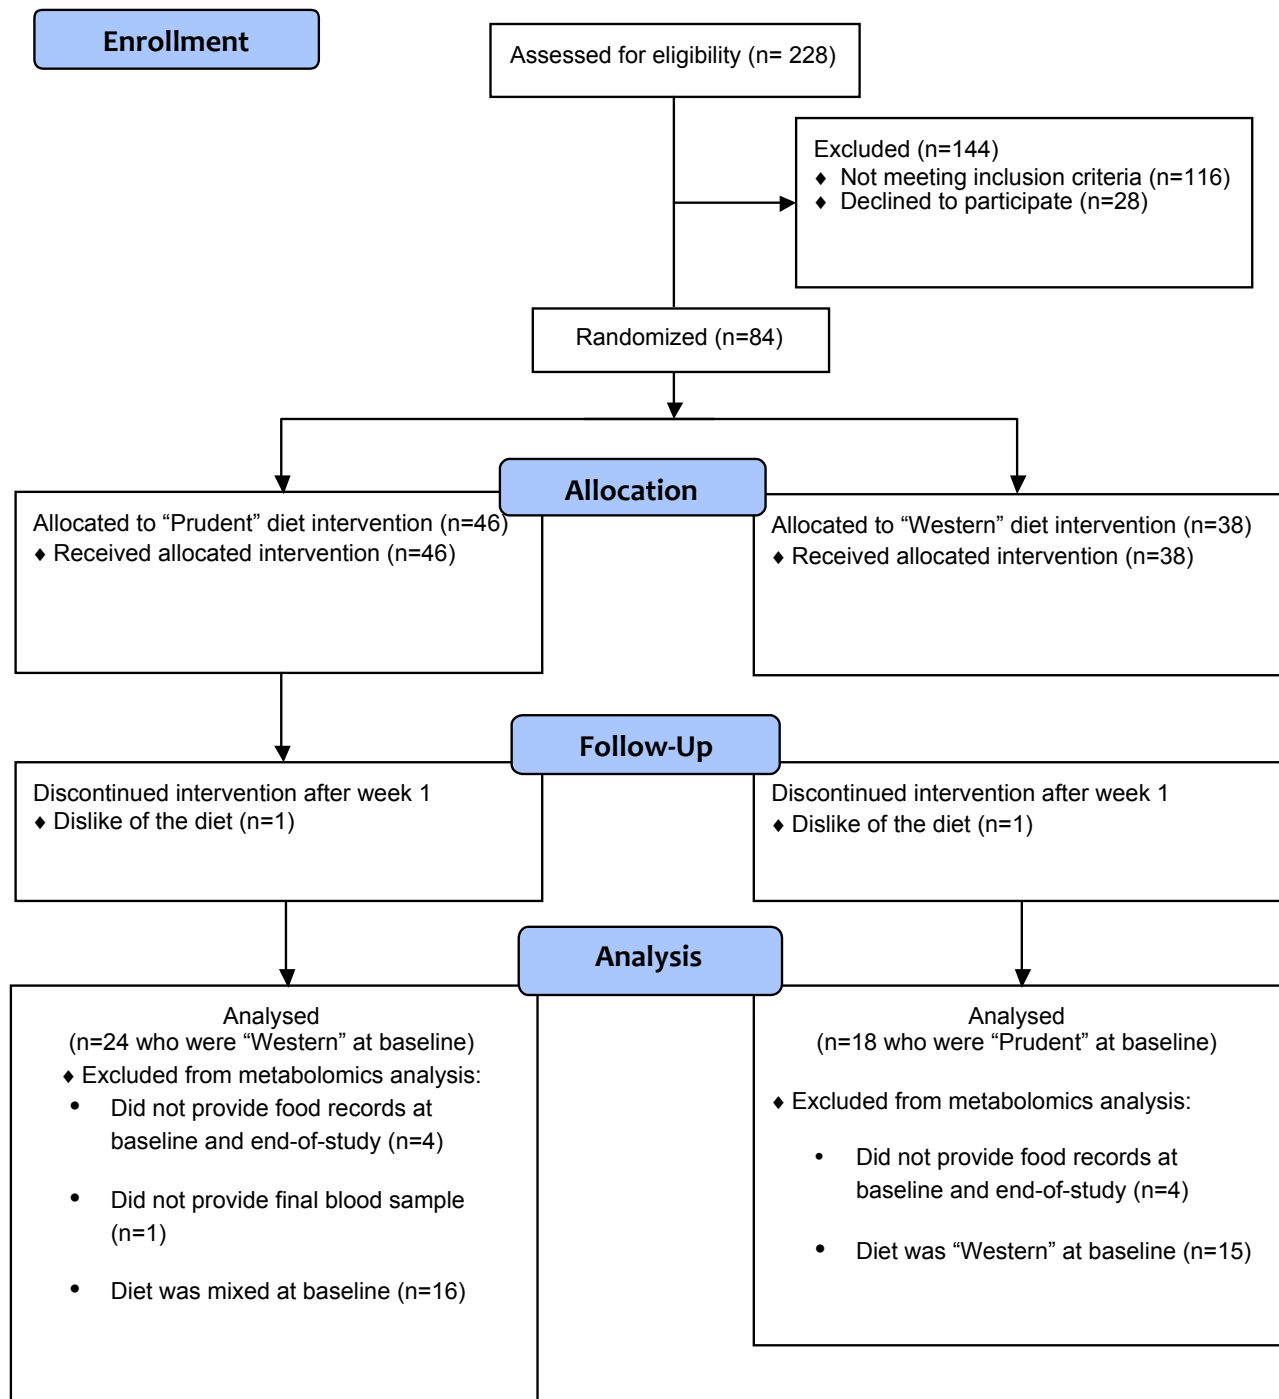 Enrollment
Assessed for eligibility (n= 228)
Excluded (n=144)
♦ Not meeting inclusion criteria (n=116)
♦ Declined to participate (n=28)
Randomized (n=84)
Allocation
Allocated to “Prudent” diet intervention (n=46)
♦ Received allocated intervention (n=46)
Allocated to “Western” diet intervention (n=38)
♦ Received allocated intervention (n=38)
Follow-Up
Discontinued intervention after week 1
♦ Dislike of the diet (n=1)
Discontinued intervention after week 1
♦ Dislike of the diet (n=1)
Analysis
Analysed
(n=24 who were “Western” at baseline)
♦ Excluded from metabolomics analysis:
• Did not provide food records at
baseline and end-of-study (n=4)
• Did not provide final blood sample
(n=1)
• Diet was mixed at baseline (n=16)
Analysed
(n=18 who were “Prudent” at baseline)
♦ Excluded from metabolomics analysis:
• Did not provide food records at
baseline and end-of-study (n=4)
• Diet was “Western” at baseline (n=15)